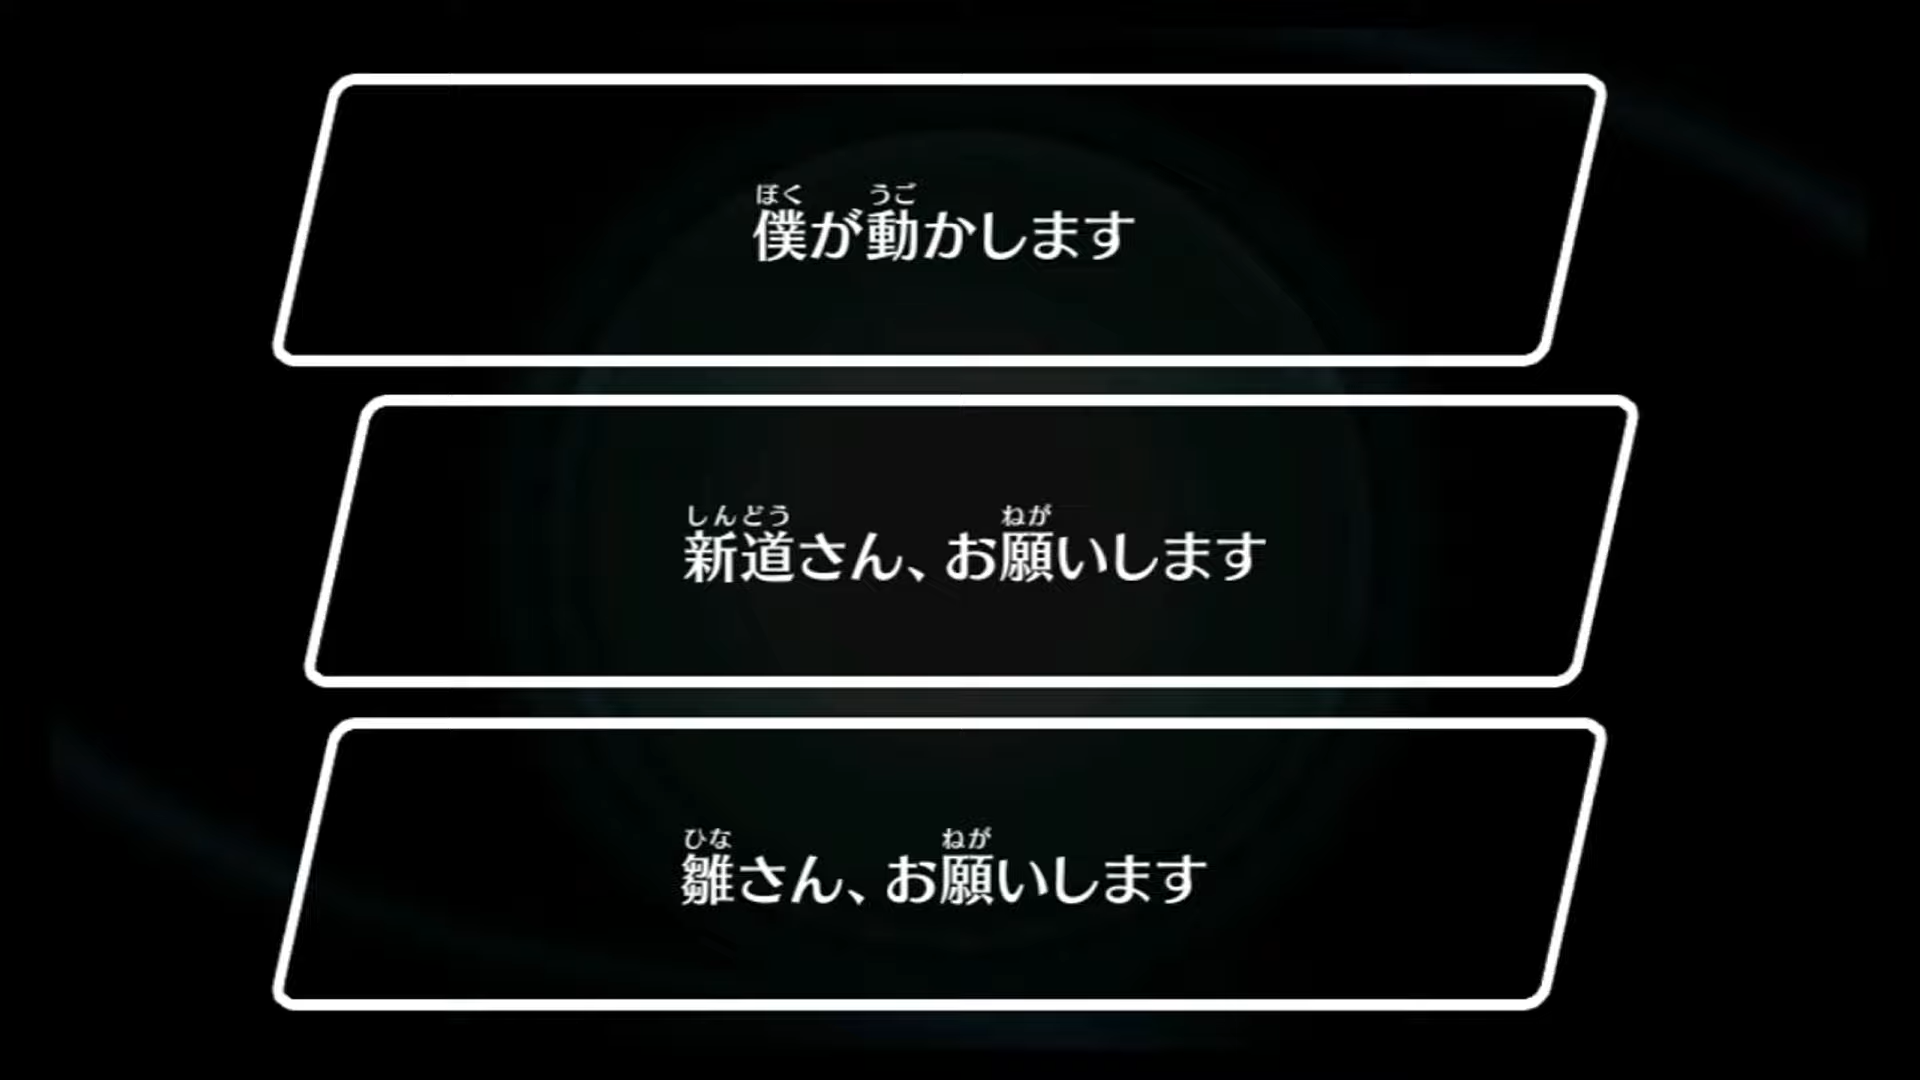 ぼく うご
僕が動かします
しんどう ねが
新道さん、お願いします
ひな ねが
雛さん、お願いします